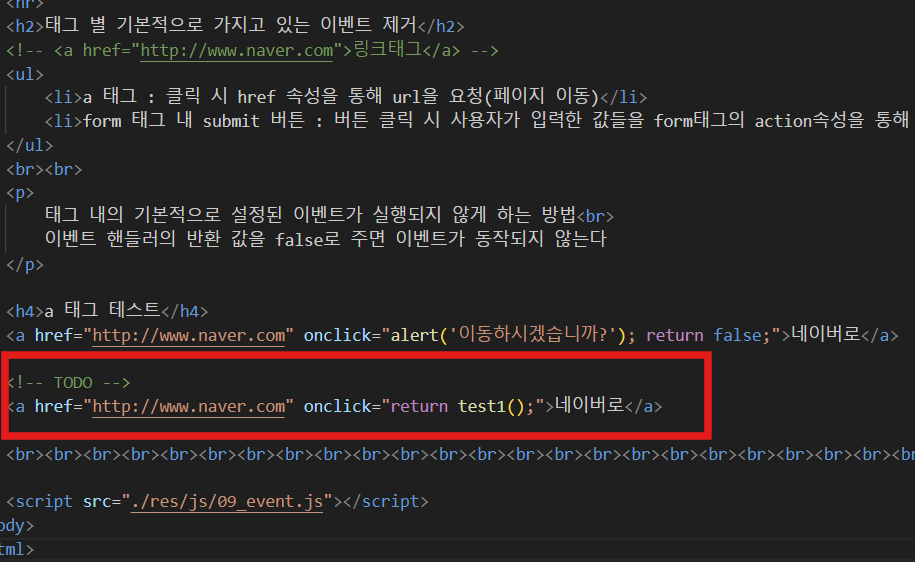 <hr>
<h2>태그 별 기본적으로 가지고 있는 이벤트 제거</h2>
<!-- <a href="http://www.naver.com">링크태그</a> -->
<ul>
<li>a 태그 : 클릭 시 href 속성을 통해 url을 요청(페이지 이동)</li>
<li>form 태그 내 submit 버튼 : 버튼 클릭 시 사용자가 입력한 값들을 form태그의 action속성을 통해
</ul>
<br><br>
<p>
태그 내의 기본적으로 설정된 이벤트가 실행되지 않게 하는 방법<br>
이벤트 핸들러의 반환 값을 false로 주면 이벤트가 동작되지 않는다
</p>
<h4>a 태그 테스트</h4>
<a href="http://www.naver.com" onclick="alert('이동하시겠습니까?'); return false;">네이버로</a>
<!-- TODO -->
<a href="http://www.naver.com" onclick="return test1();">네이버로</a>
<br><br><br><br><br><br><br><br><br><br><br><br><br><br><br><br><br><br><br><br><br><br><br><br
<script src="./res/js/09_event.js"></script>
ody>
tml>